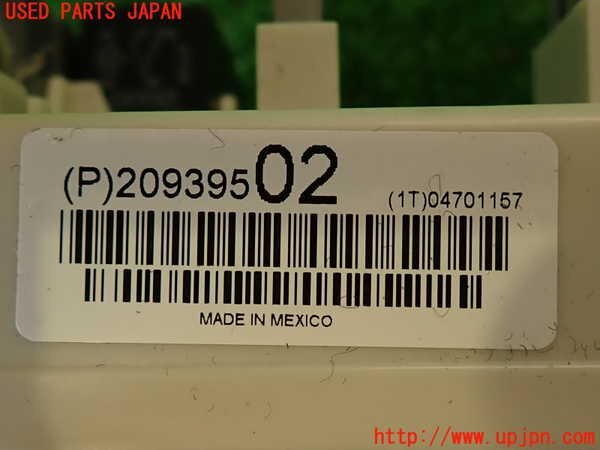 USED PARTS JAPAN
(P)20939502
(1T)04701157
MADE IN MEXICO
http://www.upjpn.com/